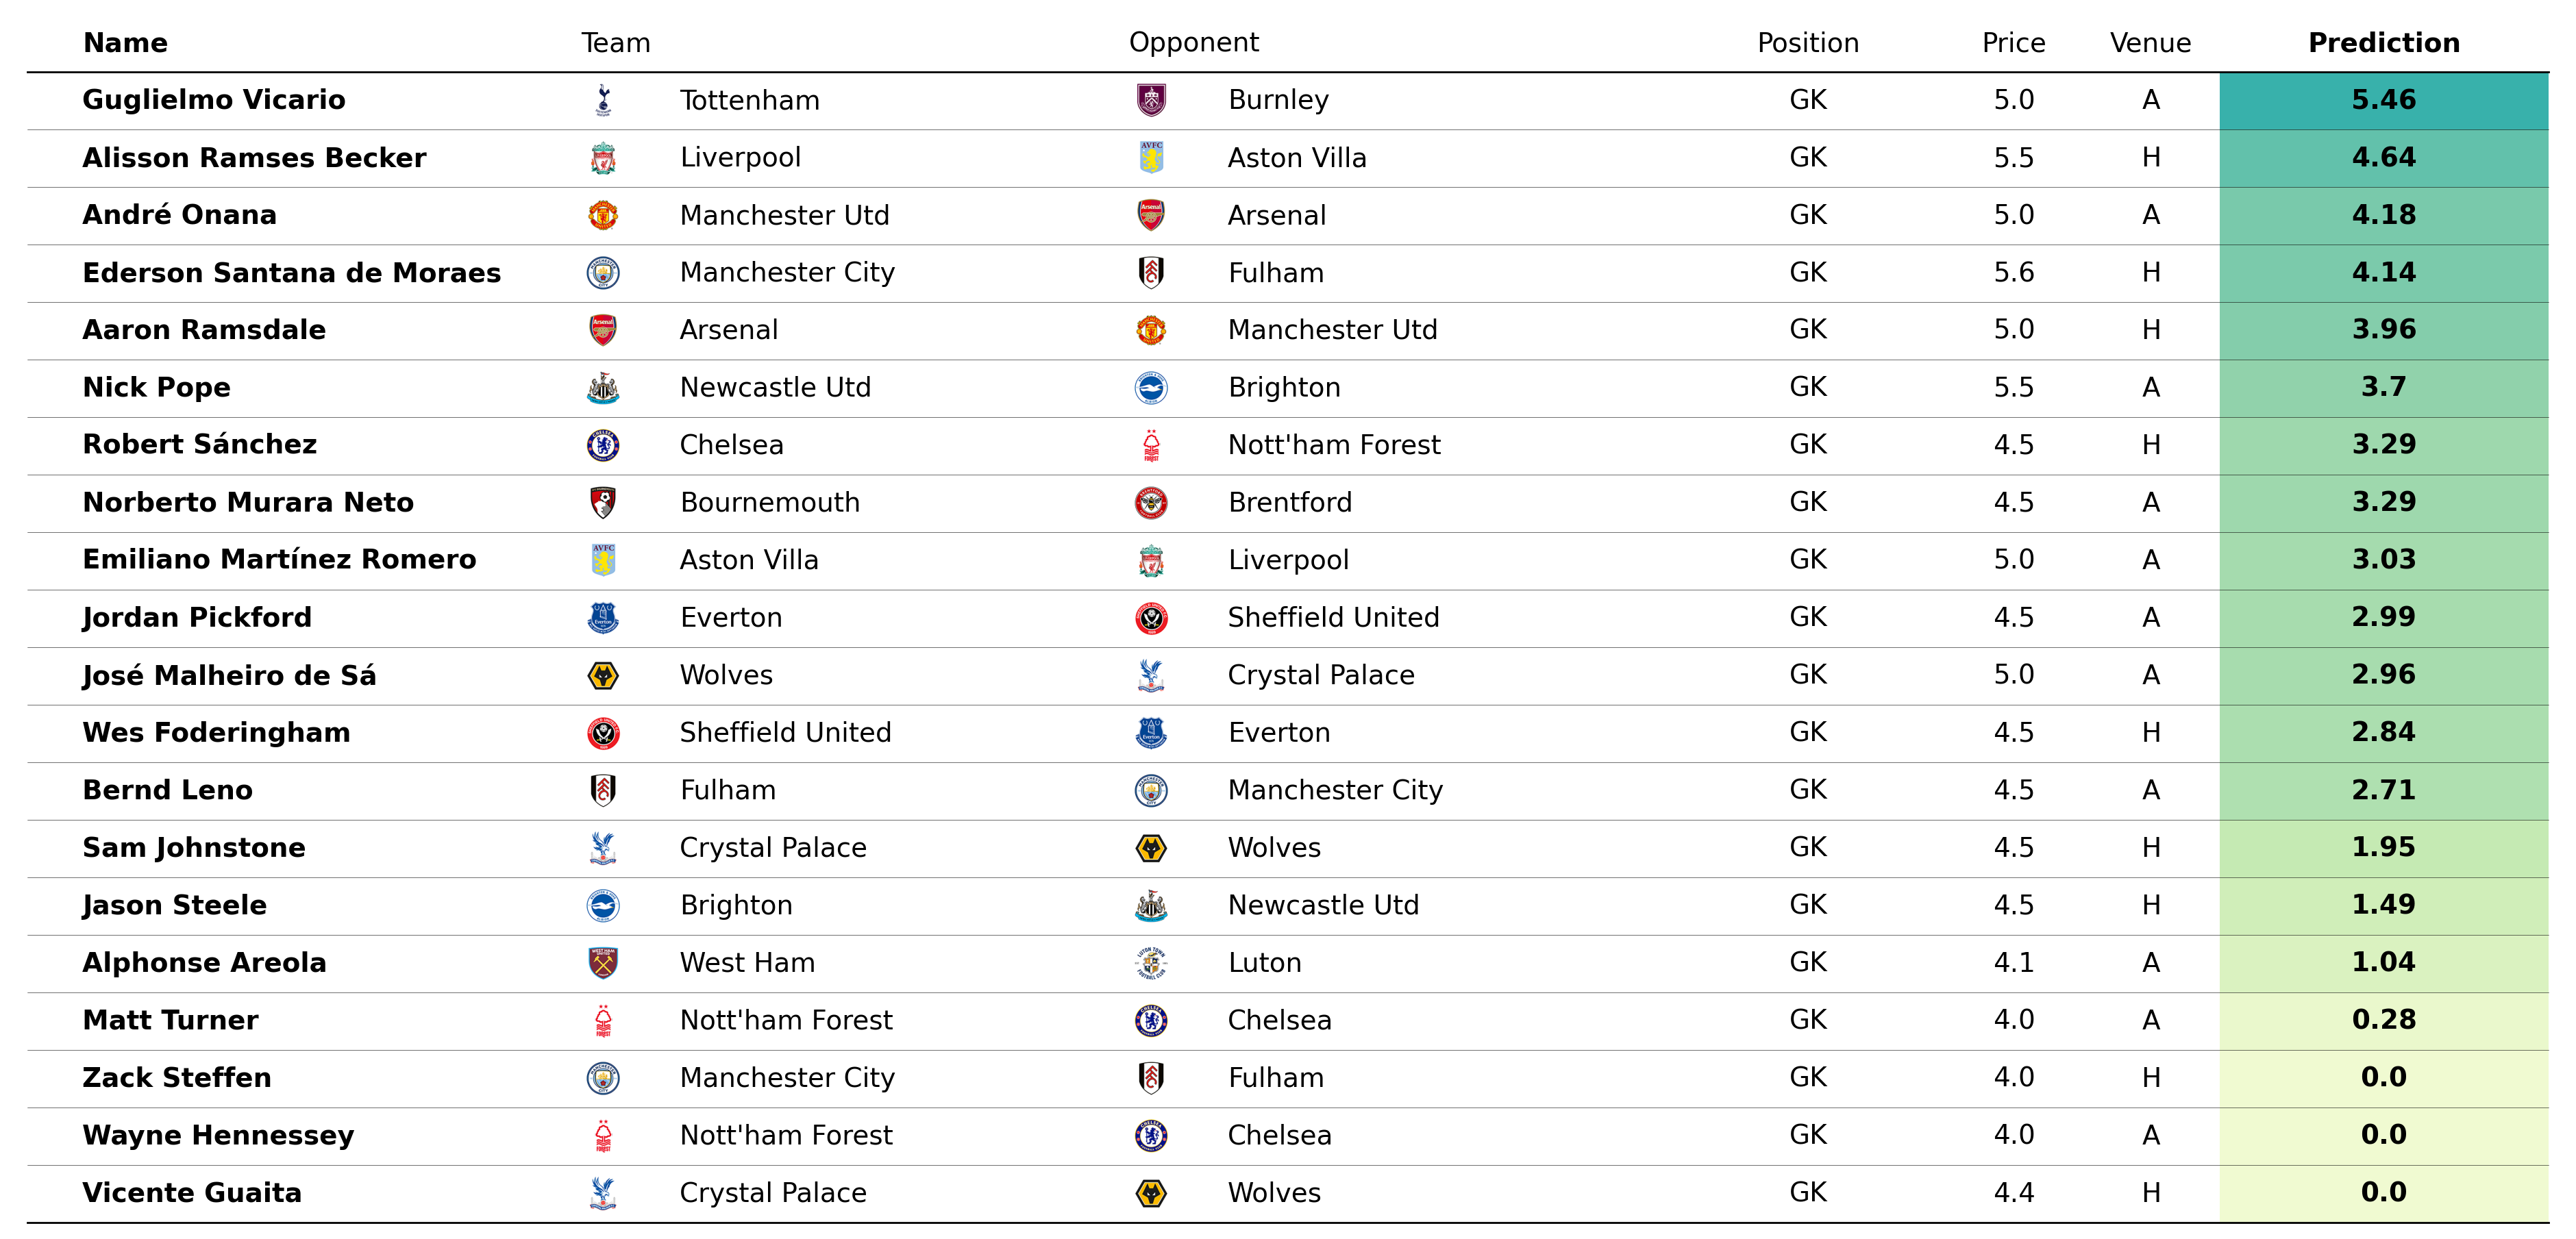 Name Team Opponent Position Price Venue Prediction
Guglielmo Vicario Tottenham Burnley GK 5.0 A 5.46
Alisson Ramses Becker Liverpool Aston Villa GK 5.5 H 4.64
André Onana Manchester Utd Arsenal GK 5.0 A 4.18
Ederson Santana de Moraes Manchester City Fulham GK 5.6 H 4.14
Aaron Ramsdale Arsenal Manchester Utd GK 5.0 H 3.96
Nick Pope Newcastle Utd Brighton GK 5.5 A 3.7
Robert Sánchez Chelsea Nott'ham Forest GK 4.5 H 3.29
Norberto Murara Neto Bournemouth Brentford GK 4.5 A 3.29
Emiliano Martínez Romero Aston Villa Liverpool GK 5.0 A 3.03
Jordan Pickford Everton Sheffield United GK 4.5 A 2.99
José Malheiro de Sá Wolves Crystal Palace GK 5.0 A 2.96
Wes Foderingham Sheffield United Everton GK 4.5 H 2.84
Bernd Leno Fulham Manchester City GK 4.5 A 2.71
Sam Johnstone Crystal Palace Wolves GK 4.5 H 1.95
Jason Steele Brighton Newcastle Utd GK 4.5 H 1.49
Alphonse Areola West Ham Luton GK 4.1 A 1.04
Matt Turner Nott'ham Forest Chelsea GK 4.0 A 0.28
Zack Steffen Manchester City Fulham GK 4.0 H 0.0
Wayne Hennessey Nott'ham Forest Chelsea GK 4.0 A 0.0
Vicente Guaita Crystal Palace Wolves GK 4.4 H 0.0